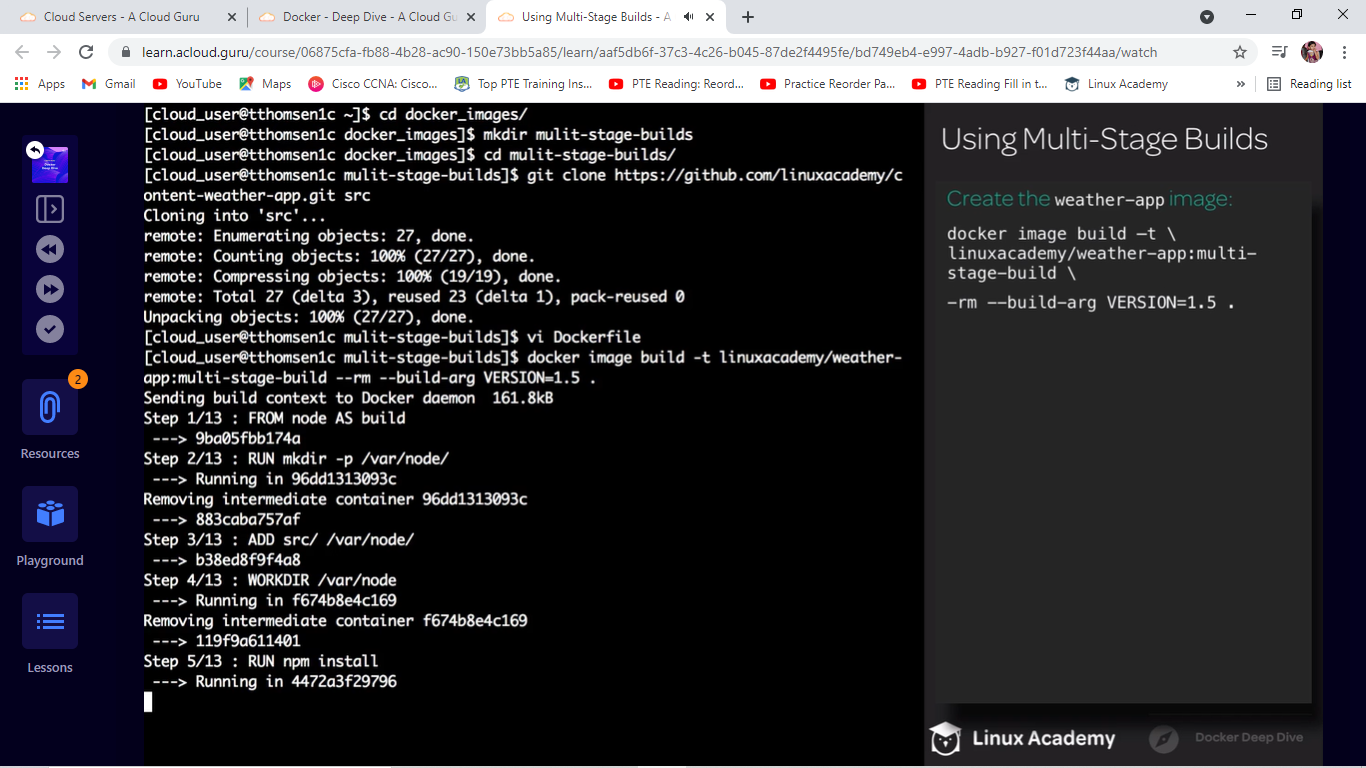 Cloud Servers - A Cloud Guru
Docker - Deep Dive - A Cloud Gu
Using Multi-Stage Builds - A
learn.acloud.guru/course/06875cfa-fb88-4b28-ac90-150e73bb5a85/learn/aaf5db6f-37c3-4c26-b045-87de2f4495fe/bd749eb4-e997-4adb-b927-f01d723f44aa/watch
Apps
Gmail
YouTube
Maps
Cisco CCNA: Cisco...
Top PTE Training Ins...
PTE Reading: Reord...
Practice Reorder Pa...
PTE Reading Fill in t...
Linux Academy
»
Reading list
2
Resources
Playground
Lessons
[cloud_user@tthomsen1c ~]$ cd docker_images/
[cloud_user@tthomsen1c docker_images]$ mkdir mulit-stage-builds
[cloud_user@tthomsen1c docker_images]$ cd mulit-stage-builds/
[cloud_user@tthomsen1c mulit-stage-builds]$ git clone https://github.com/linuxacademy/c
ontent-weather-app.git src
Cloning into 'src'...
remote: Enumerating objects: 27, done.
remote: Counting objects: 100% (27/27), done.
remote: Compressing objects: 100% (19/19), done.
remote: Total 27 (delta 3), reused 23 (delta 1), pack-reused 0
Unpacking objects: 100% (27/27), done.
[cloud_user@tthomsen1c mulit-stage-builds]$ vi Dockerfile
[cloud_user@tthomsen1c mulit-stage-builds]$ docker image build -t linuxacademy/weather-
app:multi-stage-build --rm --build-arg VERSION=1.5 .
Sending build context to Docker daemon  161.8kB
Step 1/13 : FROM node AS build
 ---> 9ba05fbb174a
Step 2/13 : RUN mkdir -p /var/node/
 ---> Running in 96dd1313093c
Removing intermediate container 96dd1313093c
 ---> 883caba757af
Step 3/13 : ADD src/ /var/node/
 ---> b38ed8f9f4a8
Step 4/13 : WORKDIR /var/node
 ---> Running in f674b8e4c169
Removing intermediate container f674b8e4c169
 ---> 119f9a611401
Step 5/13 : RUN npm install
 ---> Running in 4472a3f29796
Using Multi-Stage Builds
Create the weather-app image:
docker image build –t \
linuxacademy/weather-app:multi-
stage-build \
–rm --build-arg VERSION=1.5 .
Linux Academy
Docker Deep Dive